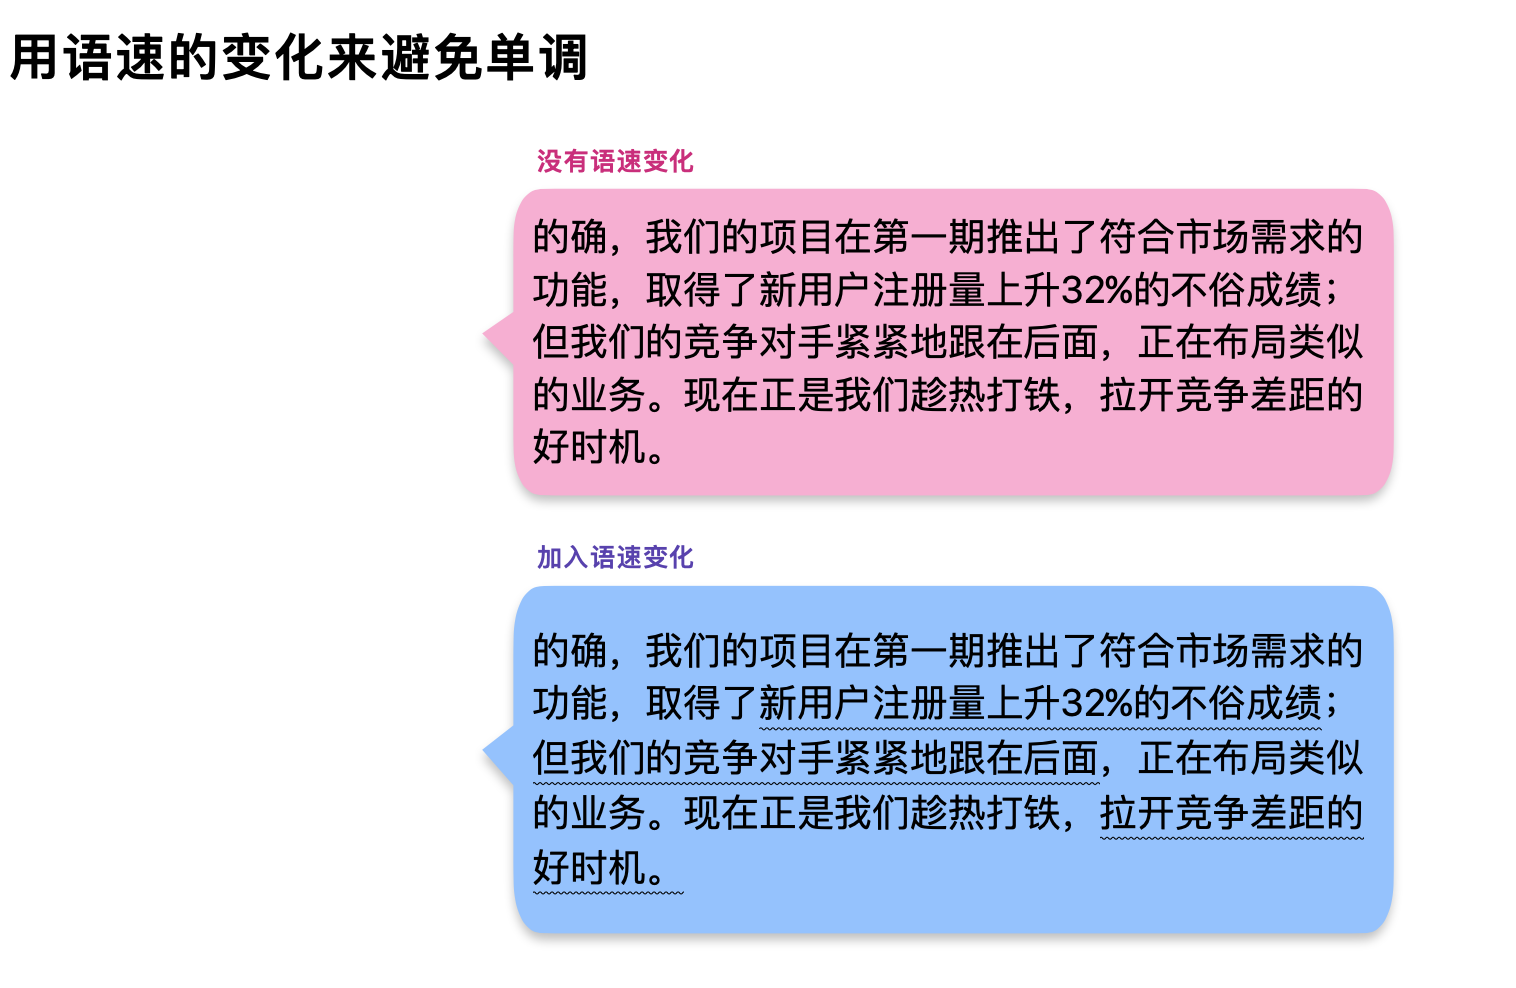 用语速的变化来避免单调
没有语速变化
的确，我们的项目在第一期推出了符合市场需求的
功能，取得了新用户注册量上升32%的不俗成绩；
但我们的竞争对手紧紧地跟在后面，正在布局类似
的业务。现在正是我们趁热打铁，拉开竞争差距的
好时机。
加入语速变化
的确，我们的项目在第一期推出了符合市场需求的
功能，取得了新用户注册量上升32%的不俗成绩；
但我们的竞争对手紧紧地跟在后面，正在布局类似
的业务。现在正是我们趁热打铁，拉开竞争差距的
好时机。